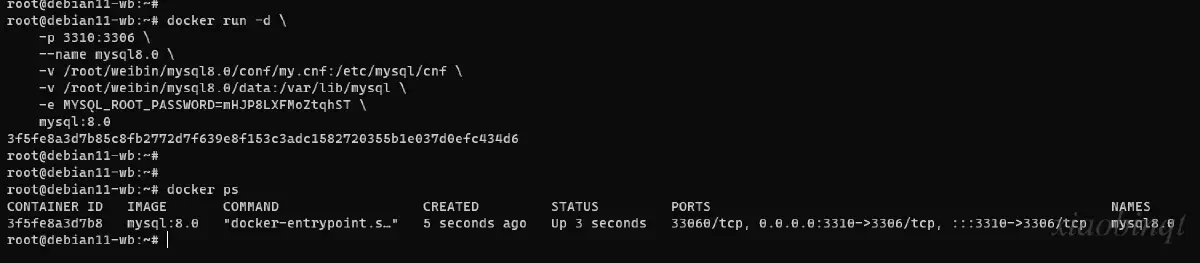 root@debian11-wb:~#
root@debian11-wb:~# docker run -d \
    -p 3310:3306 \
    --name mysql8.0 \
    -v /root/weibin/mysql8.0/conf/my.cnf:/etc/mysql/cnf \
    -v /root/weibin/mysql8.0/data:/var/lib/mysql \
    -e MYSQL_ROOT_PASSWORD=mHJP8LXFMoZtqhST \
    mysql:8.0
3f5fe8a3d7b85c8fb2772d7f639e8f153c3adc1582720355b1e037d0efc434d6
root@debian11-wb:~#
root@debian11-wb:~#
root@debian11-wb:~# docker ps
CONTAINER ID   IMAGE       COMMAND                  CREATED         STATUS         PORTS                                                  NAMES
3f5fe8a3d7b8   mysql:8.0   "docker-entrypoint.s…"   5 seconds ago   Up 3 seconds   33060/tcp, 0.0.0.0:3310->3306/tcp, :::3310->3306/tcp   mysql8.0
root@debian11-wb:~#
xiaobinqt